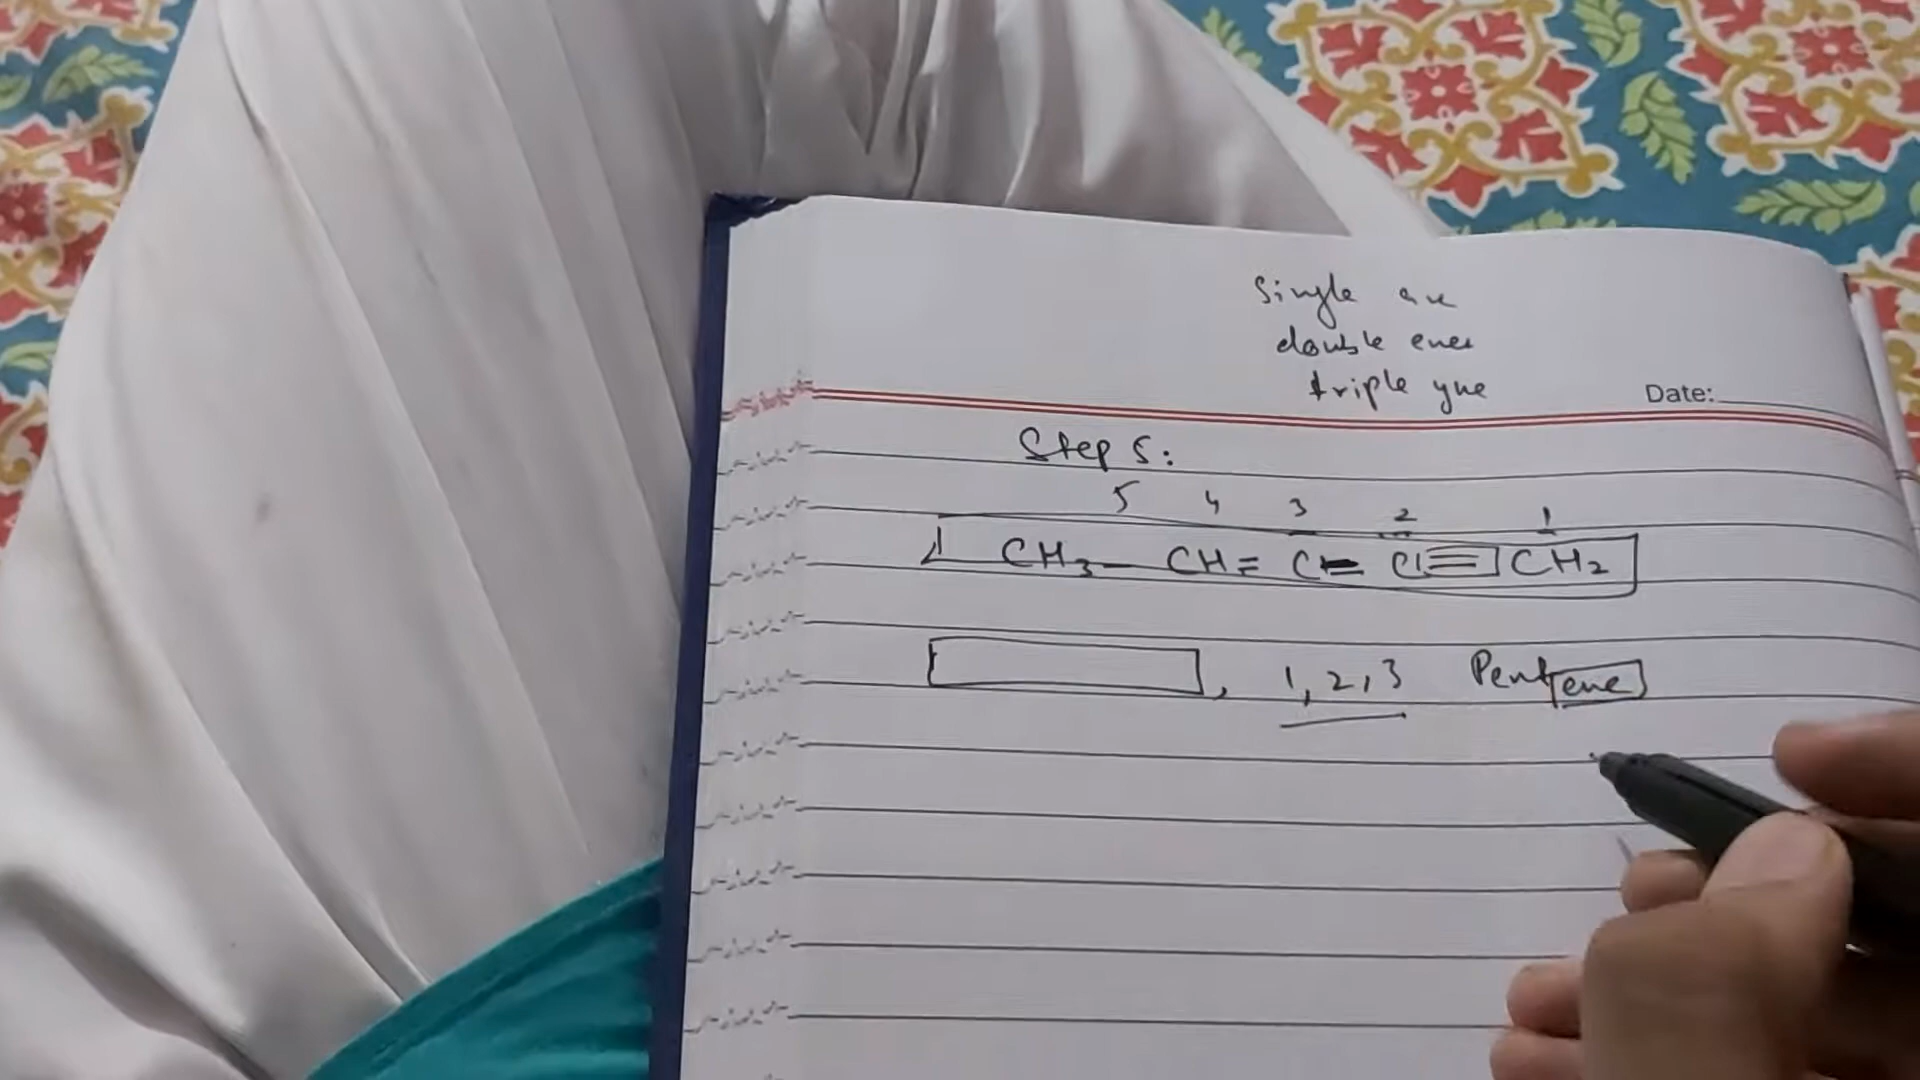 Single ane
double enes
triple yne
Date:
Step 5:
5 4 3 2 1
CH₃ — CH = C = C ≡ CH₂
, 1, 2, 3 Pentene